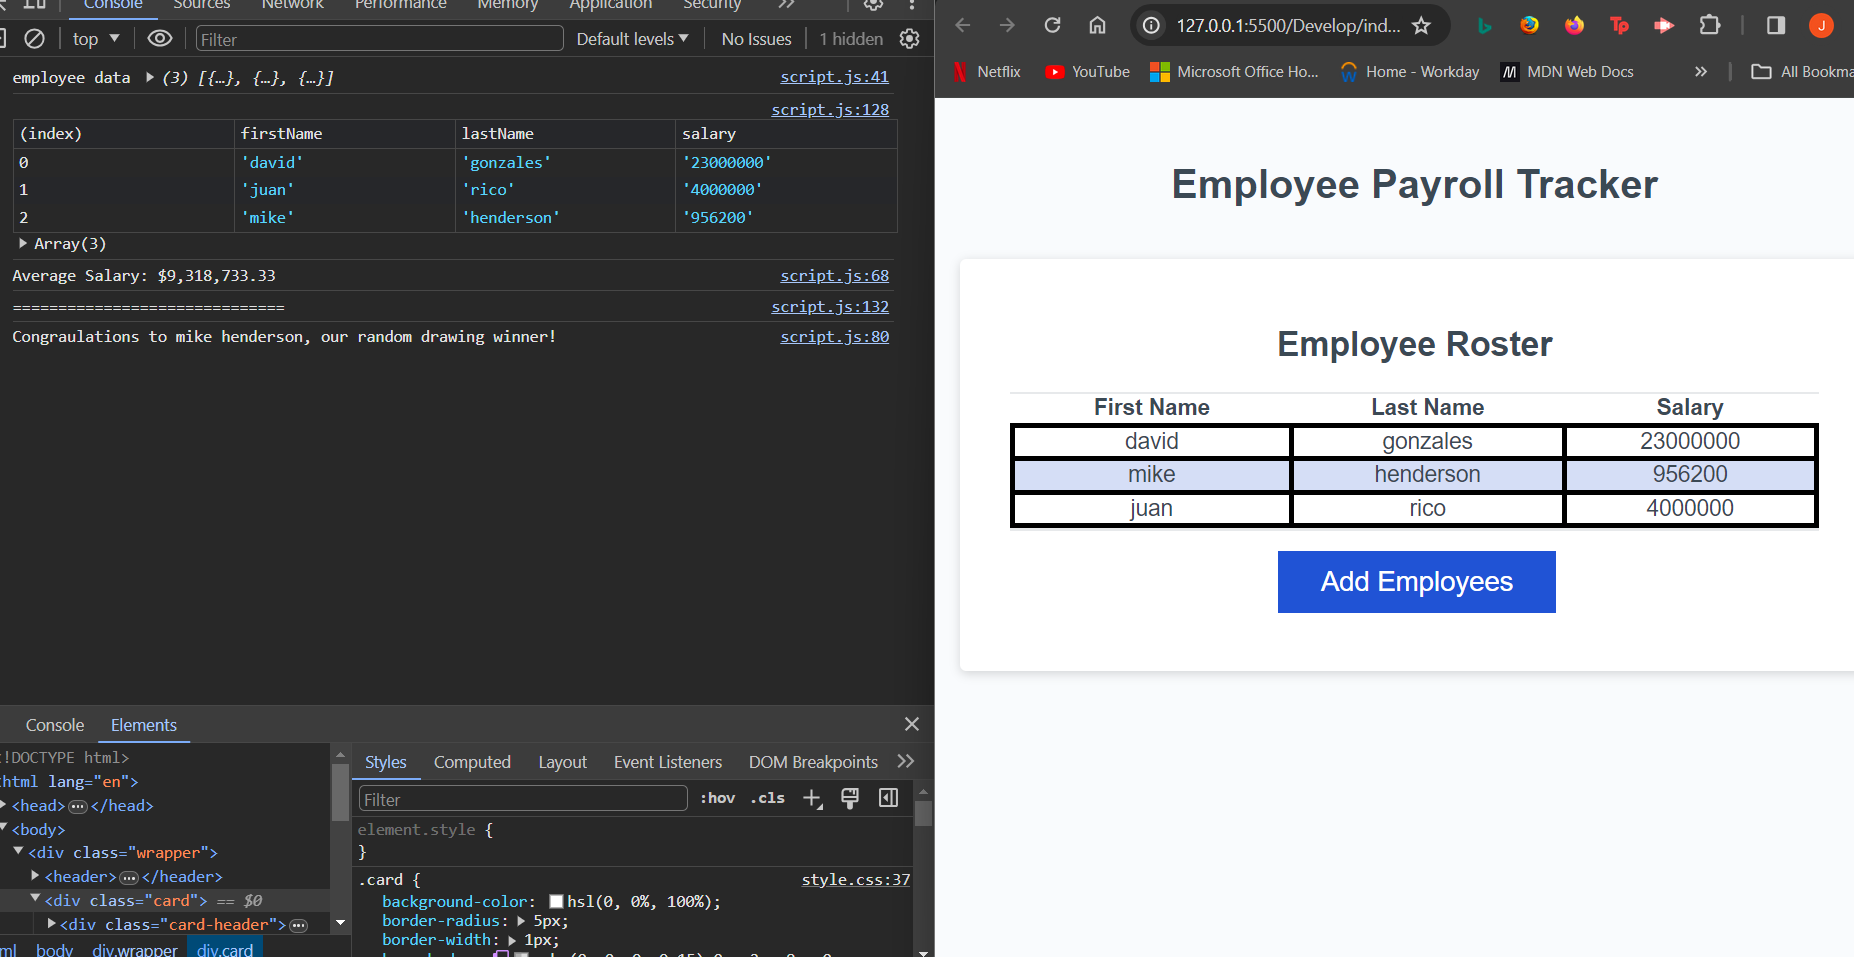 Console Sources Network Performance Memory Application Security
top Filter Default levels No Issues 1 hidden
employee data (3) [{…}, {…}, {…}] script.js:41
script.js:128
(index) firstName lastName salary
0 'david' 'gonzales' '23000000'
1 'juan' 'rico' '4000000'
2 'mike' 'henderson' '956200'
Array(3)
Average Salary: $9,318,733.33 script.js:68
============================== script.js:132
Congraulations to mike henderson, our random drawing winner! script.js:80
Console Elements
!DOCTYPE html>
html lang="en">
<head> … </head>
<body>
<div class="wrapper">
<header> … </header>
<div class="card"> == $0
<div class="card-header"> …
ml body div.wrapper div.card
Styles Computed Layout Event Listeners DOM Breakpoints
Filter :hov .cls
element.style {
}
.card { style.css:37
background-color: hsl(0, 0%, 100%);
border-radius: 5px;
border-width: 1px;
127.0.0.1:5500/Develop/ind... Tp J
Netflix YouTube Microsoft Office Ho... Home - Workday MDN Web Docs All Bookma
Employee Payroll Tracker
Employee Roster
First Name Last Name Salary
david gonzales 23000000
mike henderson 956200
juan rico 4000000
Add Employees